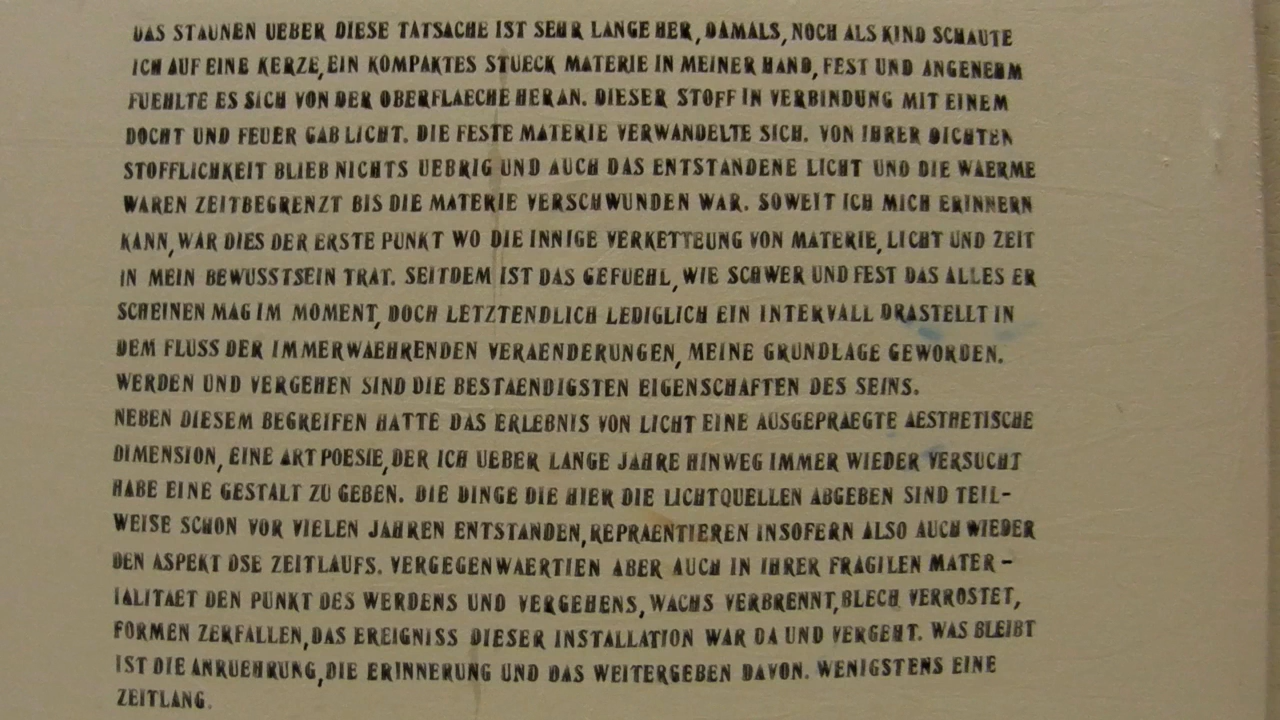 DAS STAUNEN UEBER DIESE TATSACHE IST SEHR LANGE HER, DAMALS, NOCH ALS KIND SCHAUTE
ICH AUF EINE KERZE, EIN KOMPAKTES STUECK MATERIE IN MEINER HAND, FEST UND ANGENEHM
FUEHLTE ES SICH VON DER OBERFLAECHE HER AN. DIESER STOFF IN VERBINDUNG MIT EINEM
DOCHT UND FEUER GAB LICHT. DIE FESTE MATERIE VERWANDELTE SICH. VON IHRER DICHTEN
STOFFLICHKEIT BLIEB NICHTS UEBRIG UND AUCH DAS ENTSTANDENE LICHT UND DIE WAERME
WAREN ZEITBEGRENZT BIS DIE MATERIE VERSCHWUNDEN WAR. SOWEIT ICH MICH ERINNERN
KANN, WAR DIES DER ERSTE PUNKT WO DIE INNIGE VERKETTEUNG VON MATERIE, LICHT UND ZEIT
IN MEIN BEWUSSTSEIN TRAT. SEITDEM IST DAS GEFUEHL, WIE SCHWER UND FEST DAS ALLES ER
SCHEINEN MAG IM MOMENT, DOCH LETZTENDLICH LEDIGLICH EIN INTERVALL DRASTELLT IN
DEM FLUSS DER IMMERWAEHRENDEN VERAENDERUNGEN, MEINE GRUNDLAGE GEWORDEN.
WERDEN UND VERGEHEN SIND DIE BESTAENDIGSTEN EIGENSCHAFTEN DES SEINS.
NEBEN DIESEM BEGREIFEN HATTE DAS ERLEBNIS VON LICHT EINE AUSGEPRAEGTE AESTHETISCHE
DIMENSION, EINE ART POESIE, DER ICH UEBER LANGE JAHRE HINWEG IMMER WIEDER VERSUCHT
HABE EINE GESTALT ZU GEBEN. DIE DINGE DIE HIER DIE LICHTQUELLEN ABGEBEN SIND TEIL-
WEISE SCHON VOR VIELEN JAHREN ENTSTANDEN, REPRAENTIEREN INSOFERN ALSO AUCH WIEDER
DEN ASPEKT DSE ZEITLAUFS. VERGEGENWAERTIEN ABER AUCH IN IHRER FRAGILEN MATER-
IALITAET DEN PUNKT DES WERDENS UND VERGEHENS, WACHS VERBRENNT, BLECH VERROSTET,
FORMEN ZERFALLEN, DAS EREIGNISS DIESER INSTALLATION WAR DA UND VERGEHT. WAS BLEIBT
IST DIE ANRUEHRUNG, DIE ERINNERUNG UND DAS WEITERGEBEN DAVON. WENIGSTENS EINE
ZEITLANG.